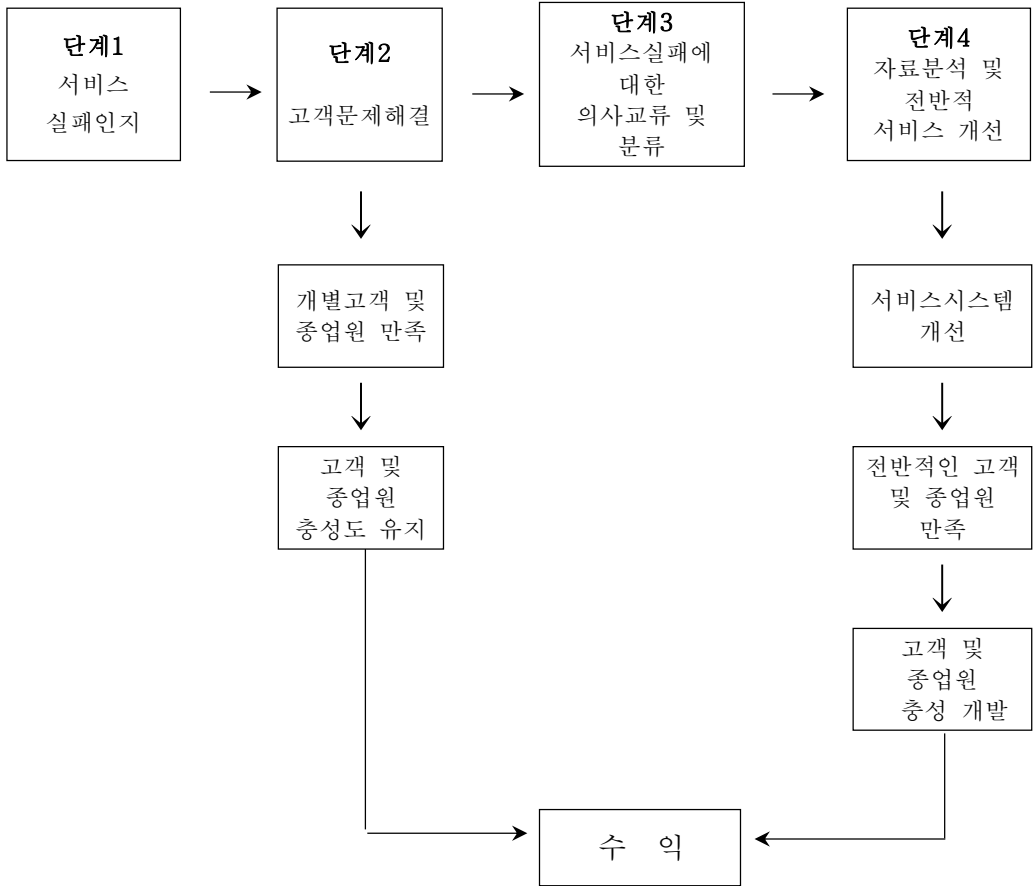 단계1
서비스
실패인지
단계2
고객문제해결
단계3
서비스실패에
대한
의사교류 및
분류
단계4
자료분석 및
전반적
서비스 개선
개별고객 및
종업원 만족
서비스시스템
개선
고객 및
종업원
충성도 유지
전반적인 고객
및 종업원
만족
고객 및
종업원
충성 개발
수 익